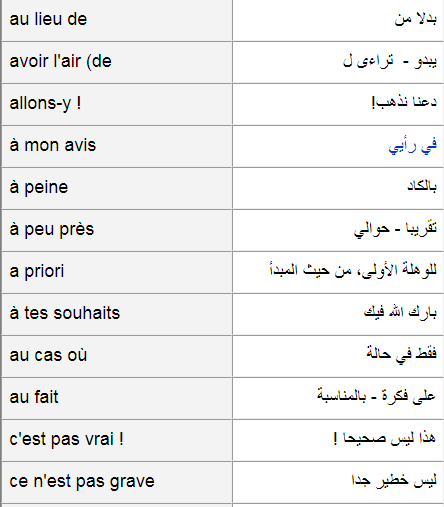 au lieu de بدلا من
avoir l'air (de يبدو - تراءى ل
allons-y ! دعنا نذهب!
à mon avis في رأيي
à peine بالكاد
à peu près تقريبا - حوالي
a priori للوهلة الأولى، من حيث المبدأ
à tes souhaits بارك الله فيك
au cas où فقط في حالة
au fait على فكرة - بالمناسبة
c'est pas vrai ! هذا ليس صحيحا !
ce n'est pas grave ليس خطير جدا